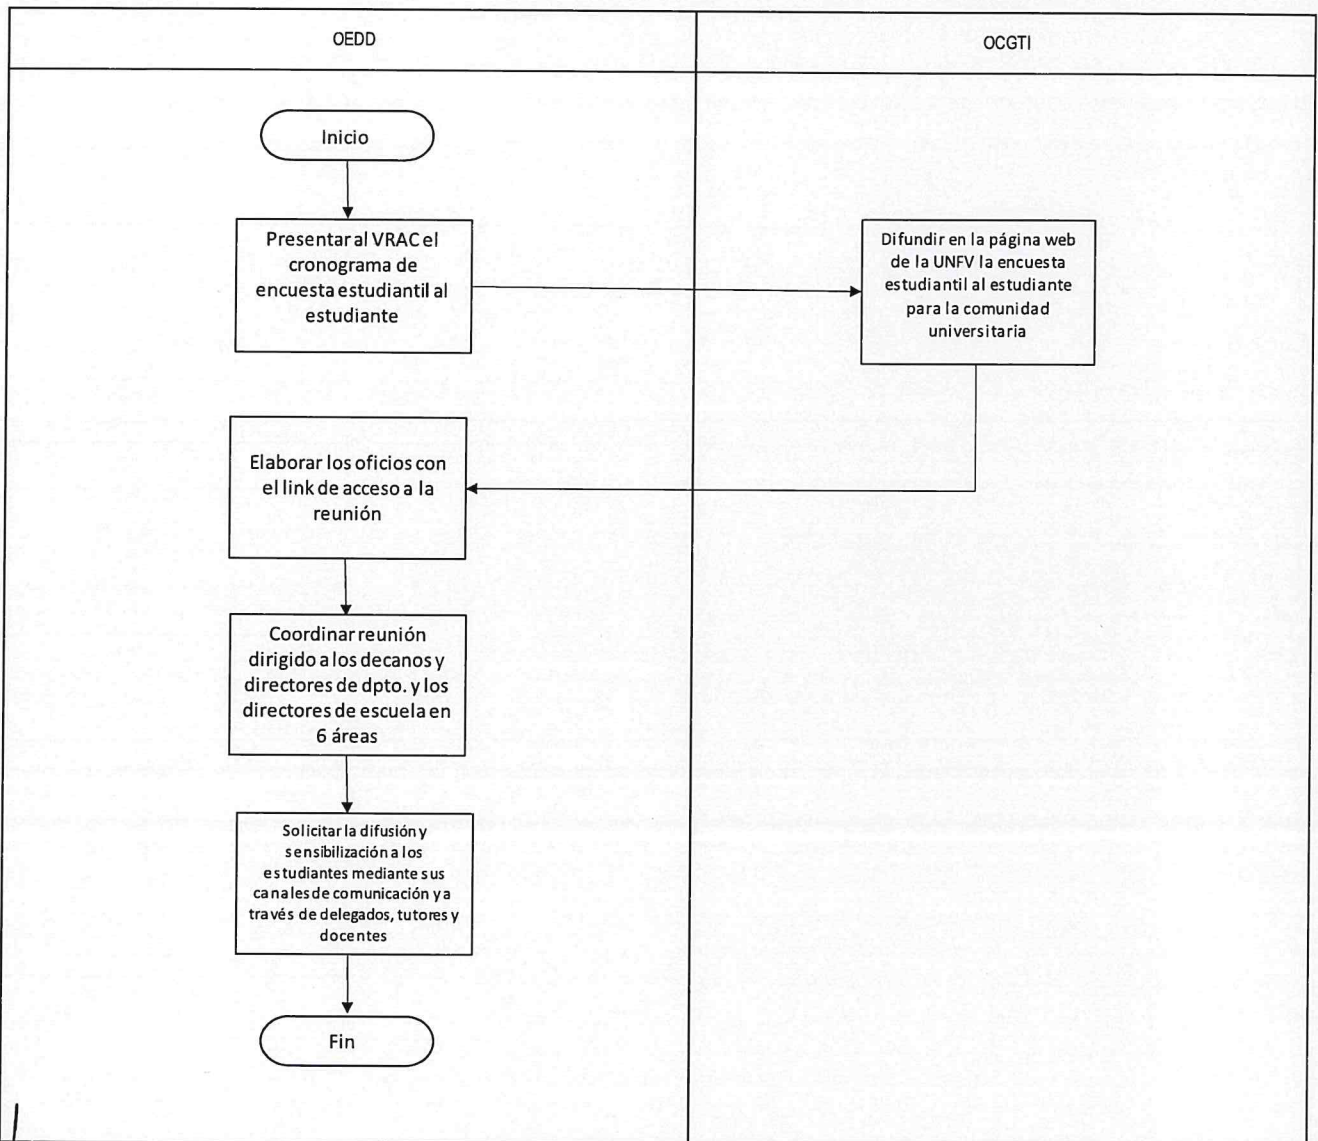 OEDD
OCGTI
Inicio
Presentar al VRAC el
cronograma de
encuesta estudiantil al
estudiante
Difundir en la página web
de la UNFV la encuesta
estudiantil al estudiante
para la comunidad
universitaria
Elaborar los oficios con
el link de acceso a la
reunión
Coordinar reunión
dirigido a los decanos y
directores de dpto. y los
directores de escuela en
6 áreas
Solicitar la difusión y
sensibilización a los
estudiantes mediante sus
canales de comunicación y a
través de delegados, tutores y
docentes
Fin